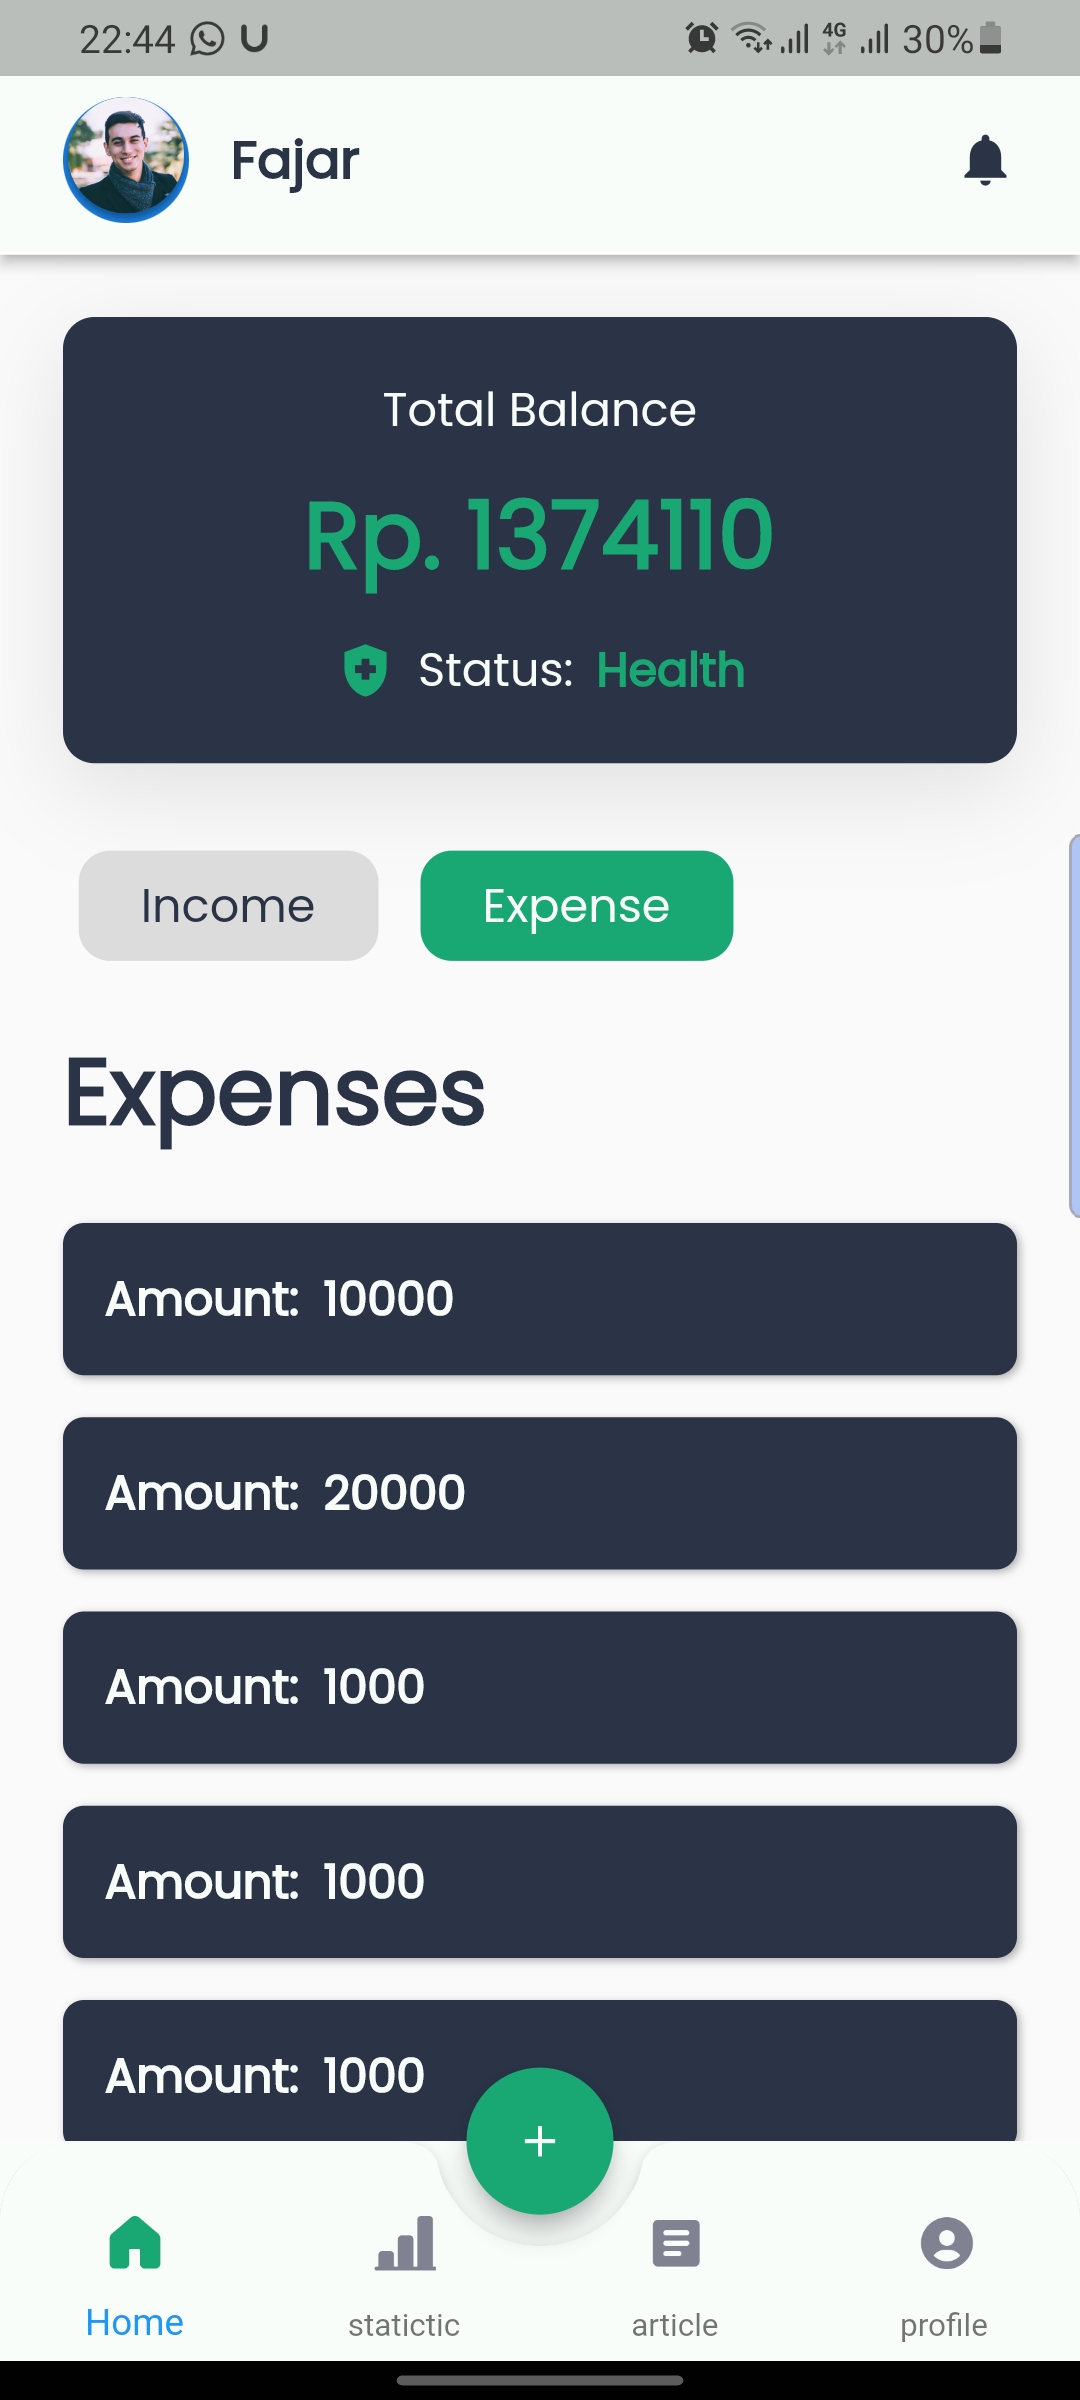 22:44 4G 30%
Fajar
Total Balance
Rp. 1374110
Status: Health
Income Expense
Expenses
Amount: 10000
Amount: 20000
Amount: 1000
Amount: 1000
Amount: 1000
+
Home statictic article profile